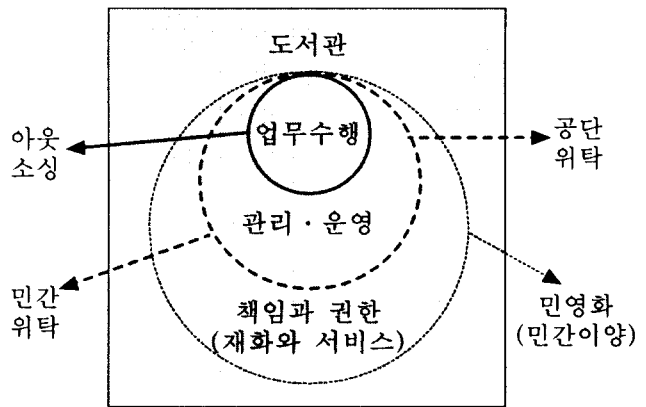 도서관
업무수행
아웃
소싱
공단
위탁
관리 · 운영
민간
위탁
책임과 권한
(재화와 서비스)
민영화
(민간이양)